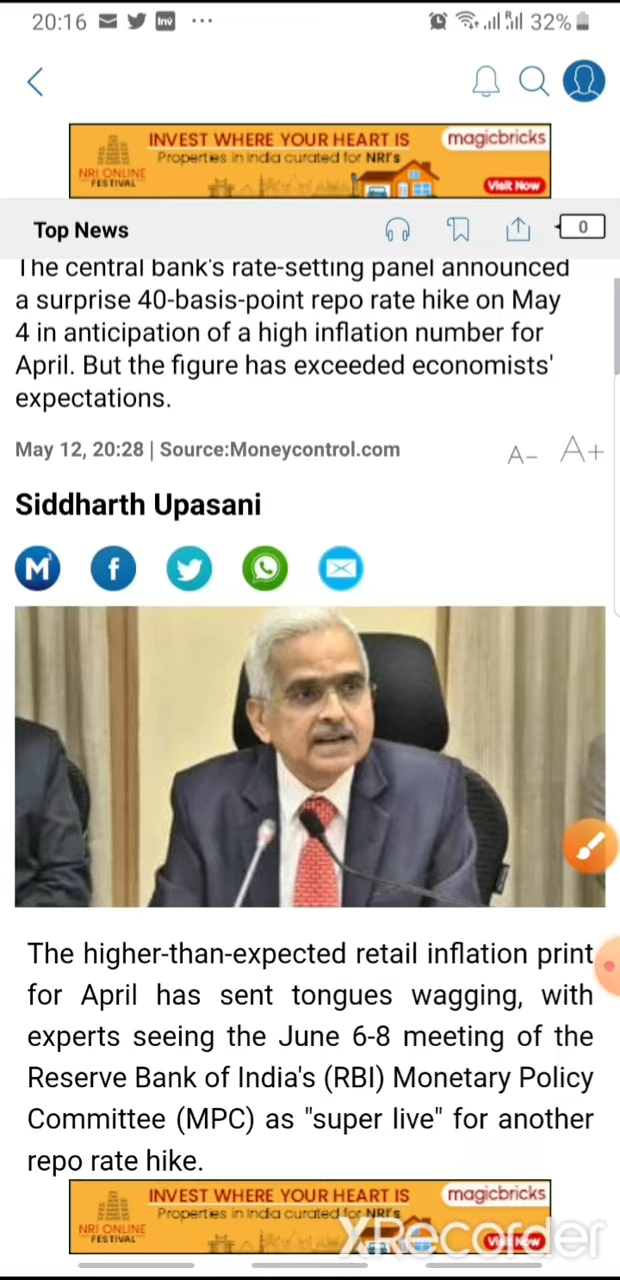 20:16
32%
INVEST WHERE YOUR HEART IS
magicbricks
Properties in India curated for NRI's
NRI ONLINE
FESTIVAL
Visit Now
Top News
0
The central bank's rate-setting panel announced
a surprise 40-basis-point repo rate hike on May
4 in anticipation of a high inflation number for
April. But the figure has exceeded economists'
expectations.
May 12, 20:28 | Source:Moneycontrol.com
A- A+
Siddharth Upasani
The higher-than-expected retail inflation print
for April has sent tongues wagging, with
experts seeing the June 6-8 meeting of the
Reserve Bank of India's (RBI) Monetary Policy
Committee (MPC) as "super live" for another
repo rate hike.
INVEST WHERE YOUR HEART IS
magicbricks
Properties in India curated for NRI's
NRI ONLINE
FESTIVAL
Visit Now
XRecorder